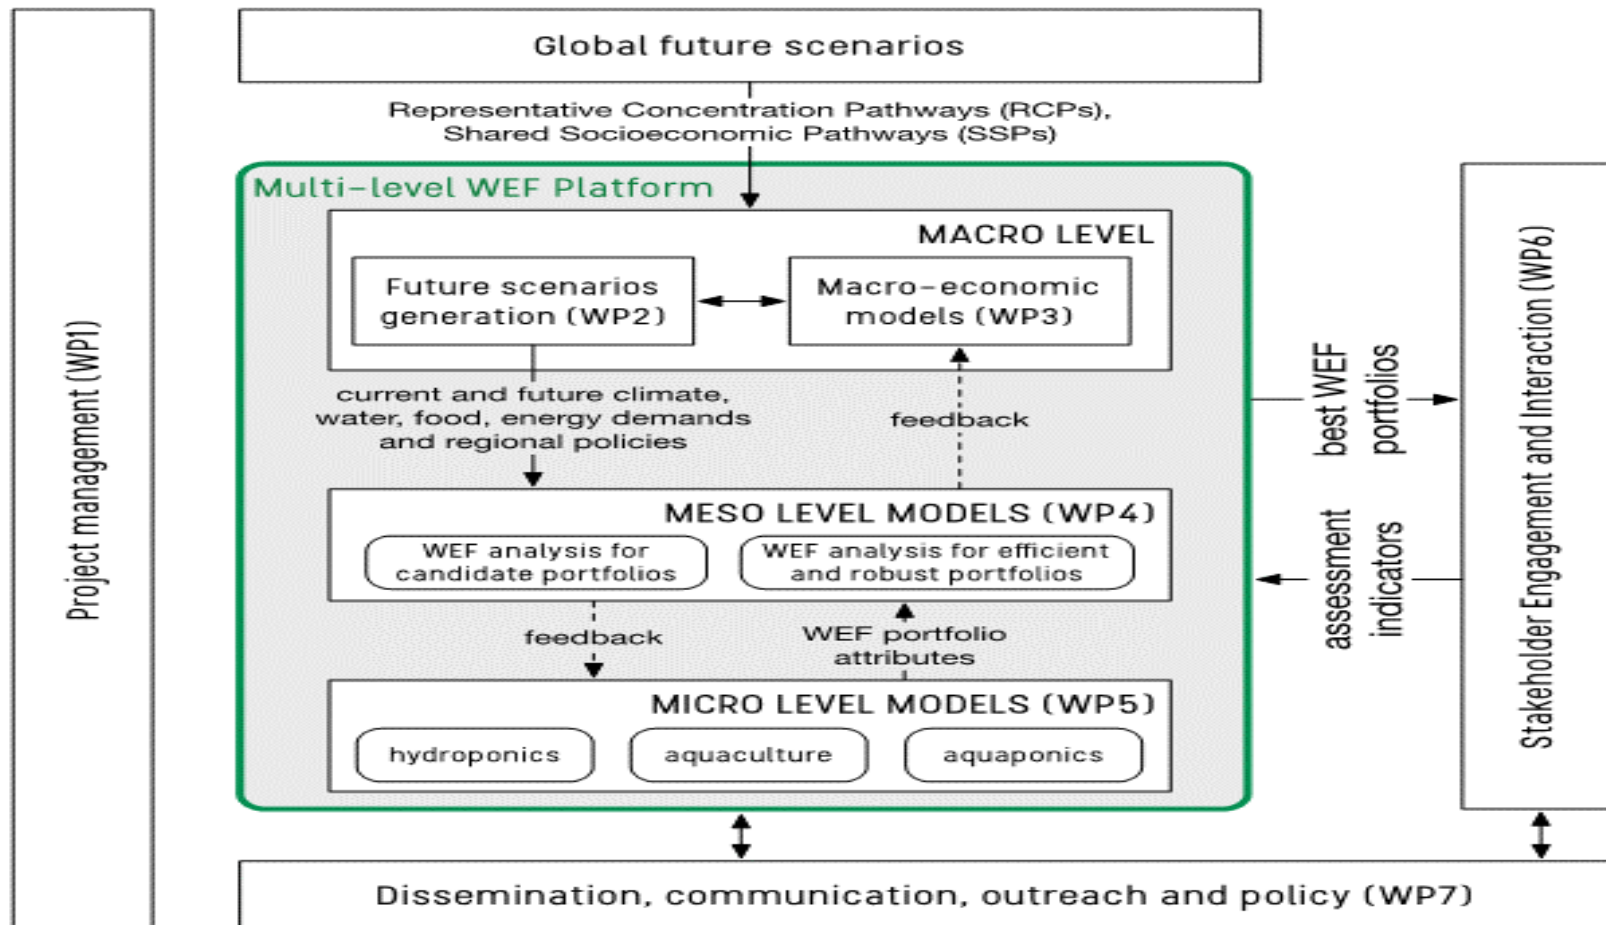 Project management (WP1)
Global future scenarios
Representative Concentration Pathways (RCPs),
Shared Socioeconomic Pathways (SSPs)
Multi-level WEF Platform
MACRO LEVEL
Future scenarios
generation (WP2)
Macro-economic
models (WP3)
current and future climate,
water, food, energy demands
and regional policies
feedback
MESO LEVEL MODELS (WP4)
WEF analysis for
candidate portfolios
WEF analysis for efficient
and robust portfolios
feedback
WEF portfolio
attributes
MICRO LEVEL MODELS (WP5)
hydroponics
aquaculture
aquaponics
best WEF
portfolios
assessment
indicators
Stakeholder Engagement and Interaction (WP6)
Dissemination, communication, outreach and policy (WP7)